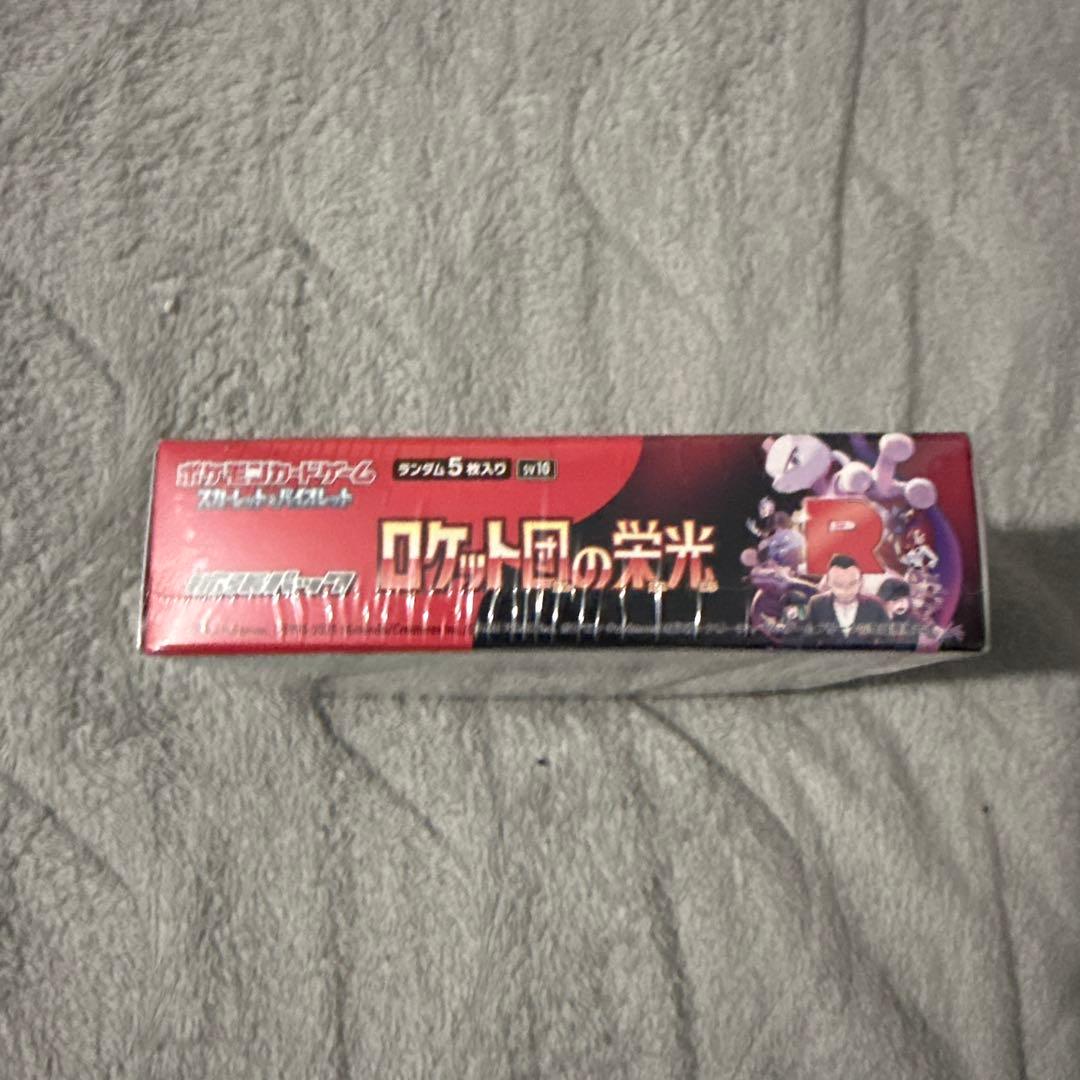 ポケモンカードゲーム
スカーレット&バイオレット
ランダム5枚入り
SV10
拡張パック
ロケット団の栄光
R